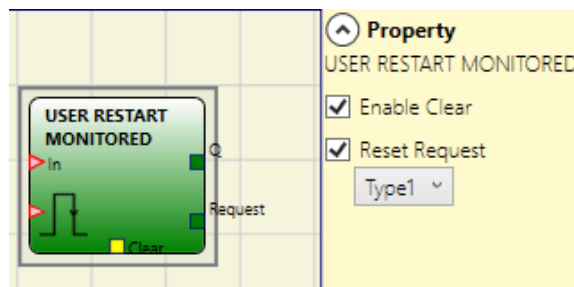 Property
USER RESTART MONITORED
Enable Clear
Reset Request
Type1
USER RESTART
MONITORED
In
Q
Request
Clear